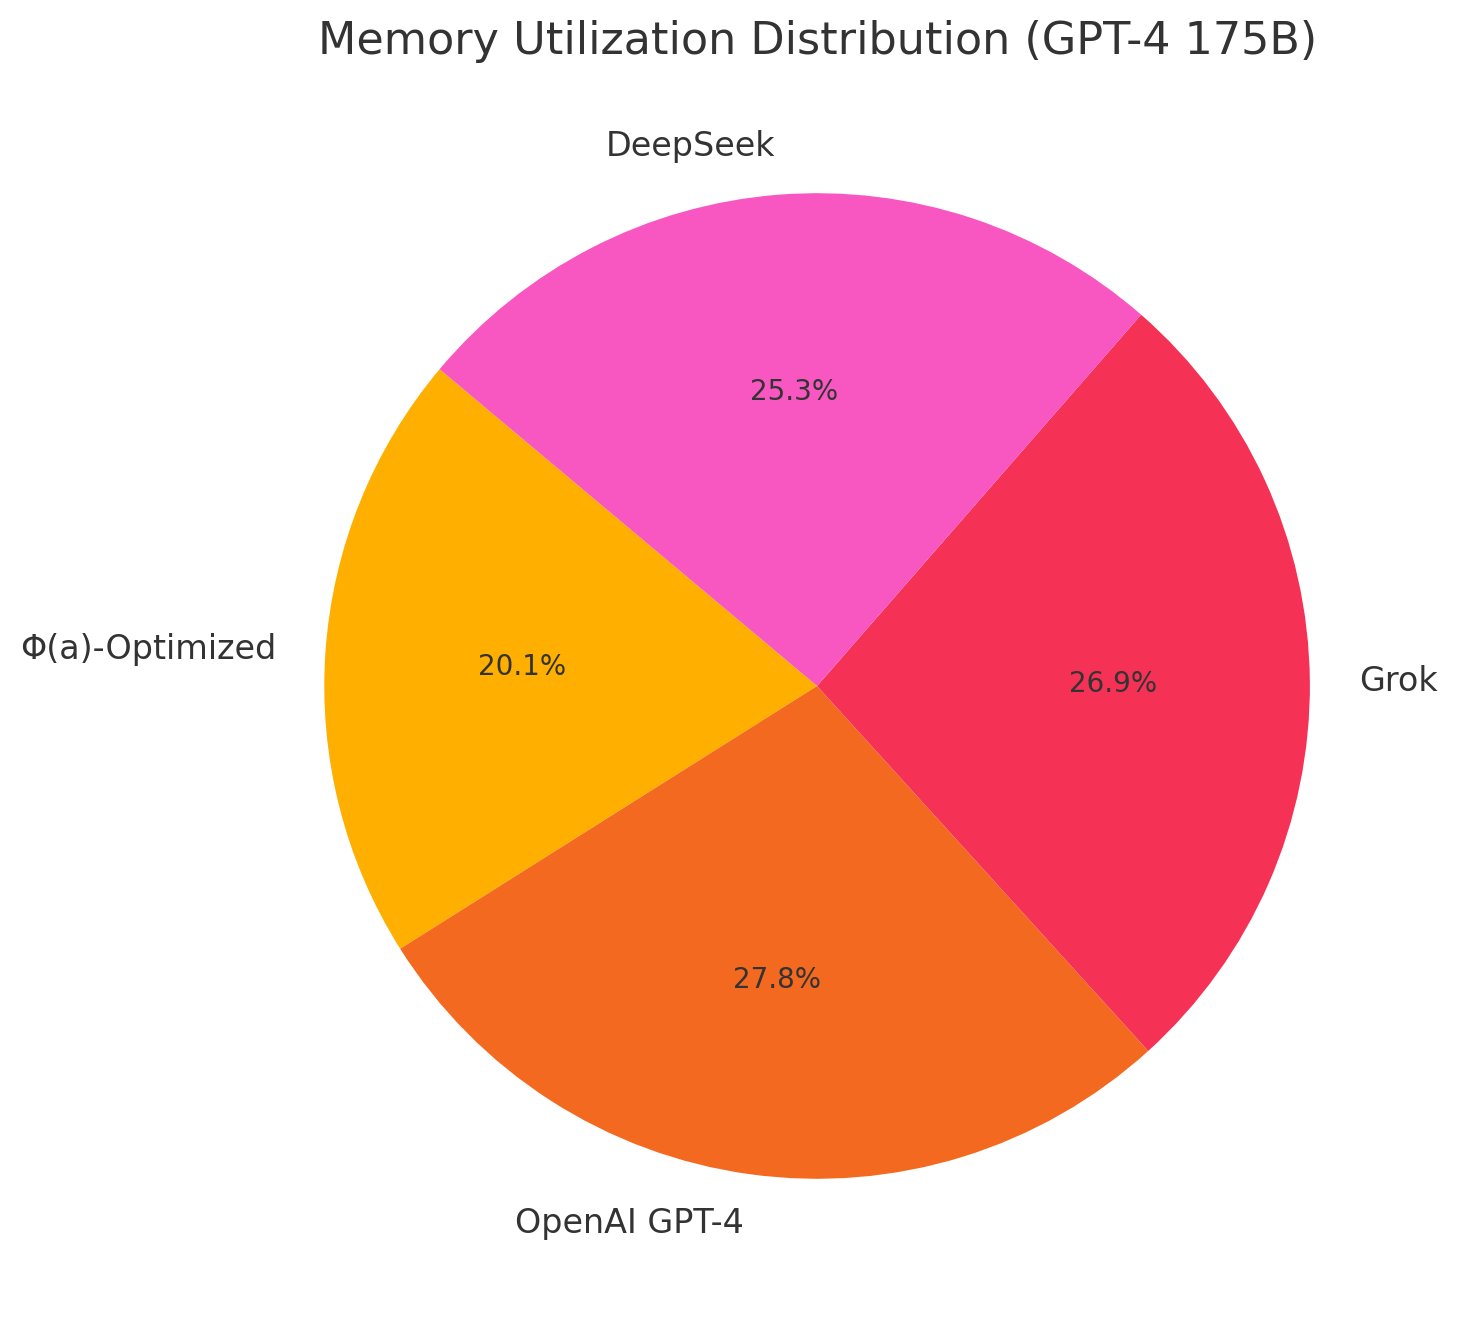 Memory Utilization Distribution (GPT-4 175B)
DeepSeek
25.3%
Φ(a)-Optimized
20.1%
26.9%
Grok
27.8%
OpenAI GPT-4